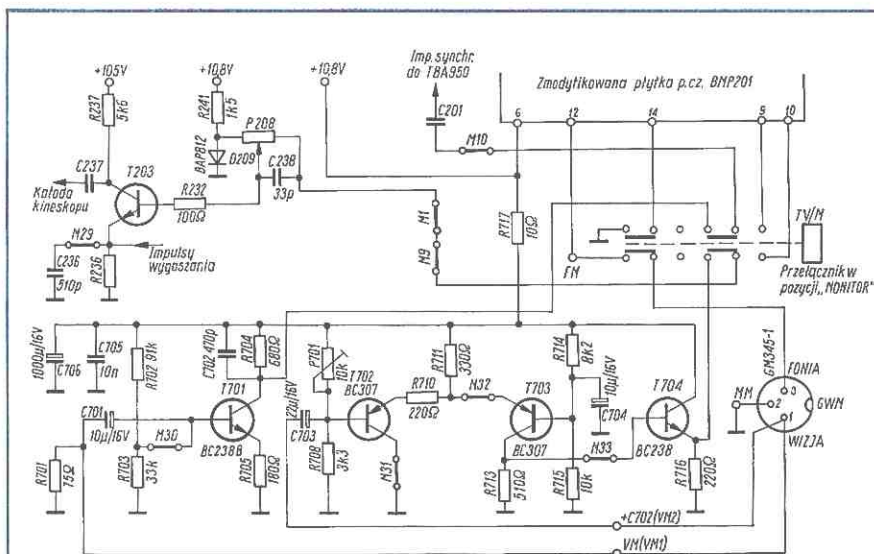 Imp. synchr.
do TBA950
Zmodyfikowana płytka p.cz. BMP201
+105V
+10,8V
+10,8V
R237
5k6
R241
1k5
P208
BAP812
D209
C238
33p
C237
T203
Katoda
kineskopu
R232
100Ω
M29
C236
510p
R236
Impulsy
wygaszania
C201
M10
6
12
14
9
10
M1
M9
R717
10Ω
FM
TV/M
Przełącznik w
pozycji „MONITOR"
1000µ/16V
C706
C705
10n
R702 91k
C702 470p
R704
680Ω
P701
10k
T702
BC307
R711
330Ω
R714
8k2
10µ/16V
C704
T704
BC238
GM345-1
FONIA
3
2
1
MM
GWM
WIZJA
C701
10µ/16V
M30
T701
BC238B
22µ/16V
C703
R710
220Ω
M32
T703
BC307
M33
R701
75Ω
R703
33k
R705
180Ω
R708
3k3
M31
R713
510Ω
R715
10k
R716
220Ω
+C702(VM2)
VM(VM1)